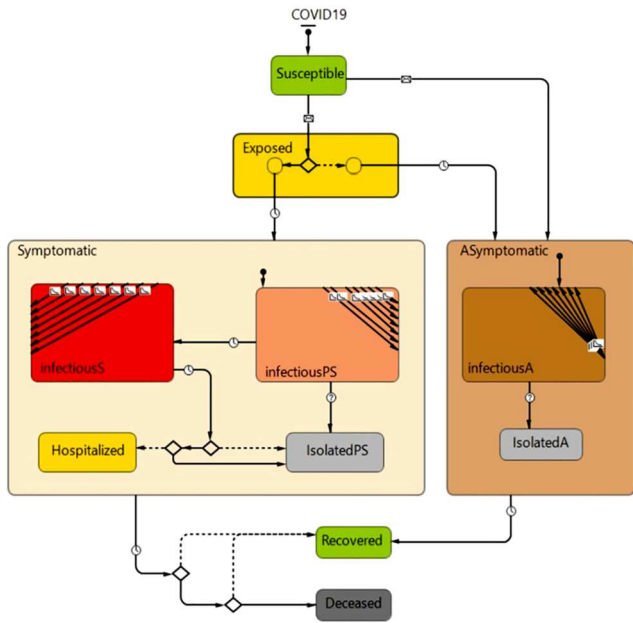 COVID19
Susceptible
Exposed
Symptomatic
ASymptomatic
infectiousS
infectiousPS
infectiousA
Hospitalized
IsolatedPS
IsolatedA
Recovered
Deceased